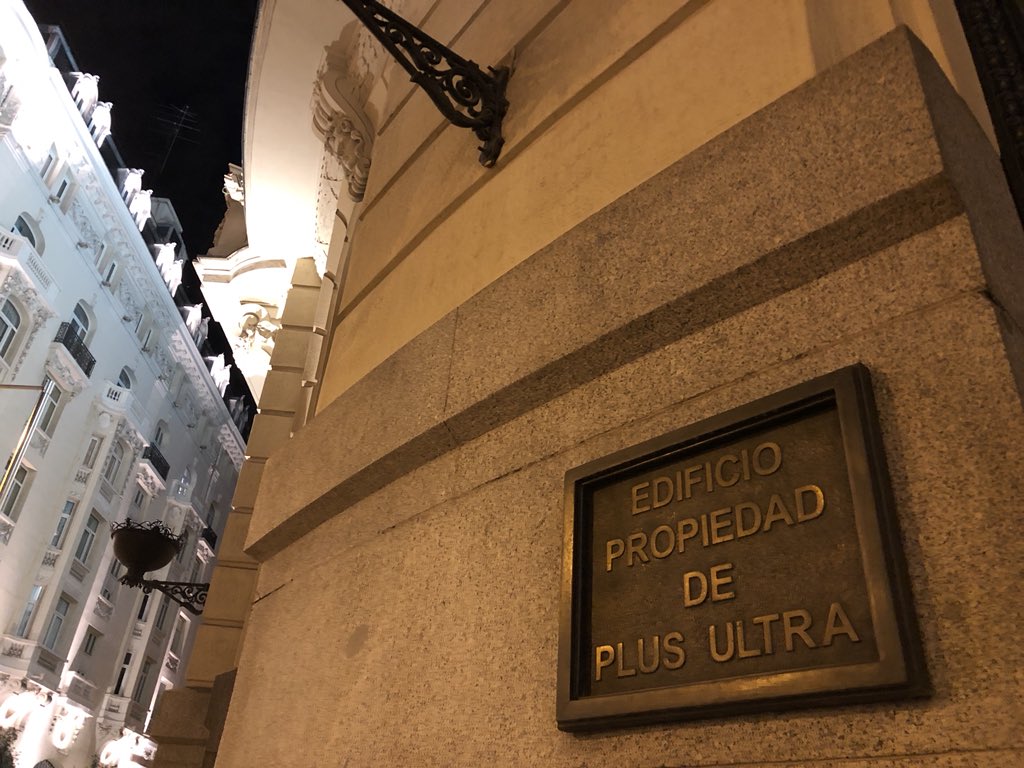 EDIFICIO
PROPIEDAD
DE
PLUS ULTRA